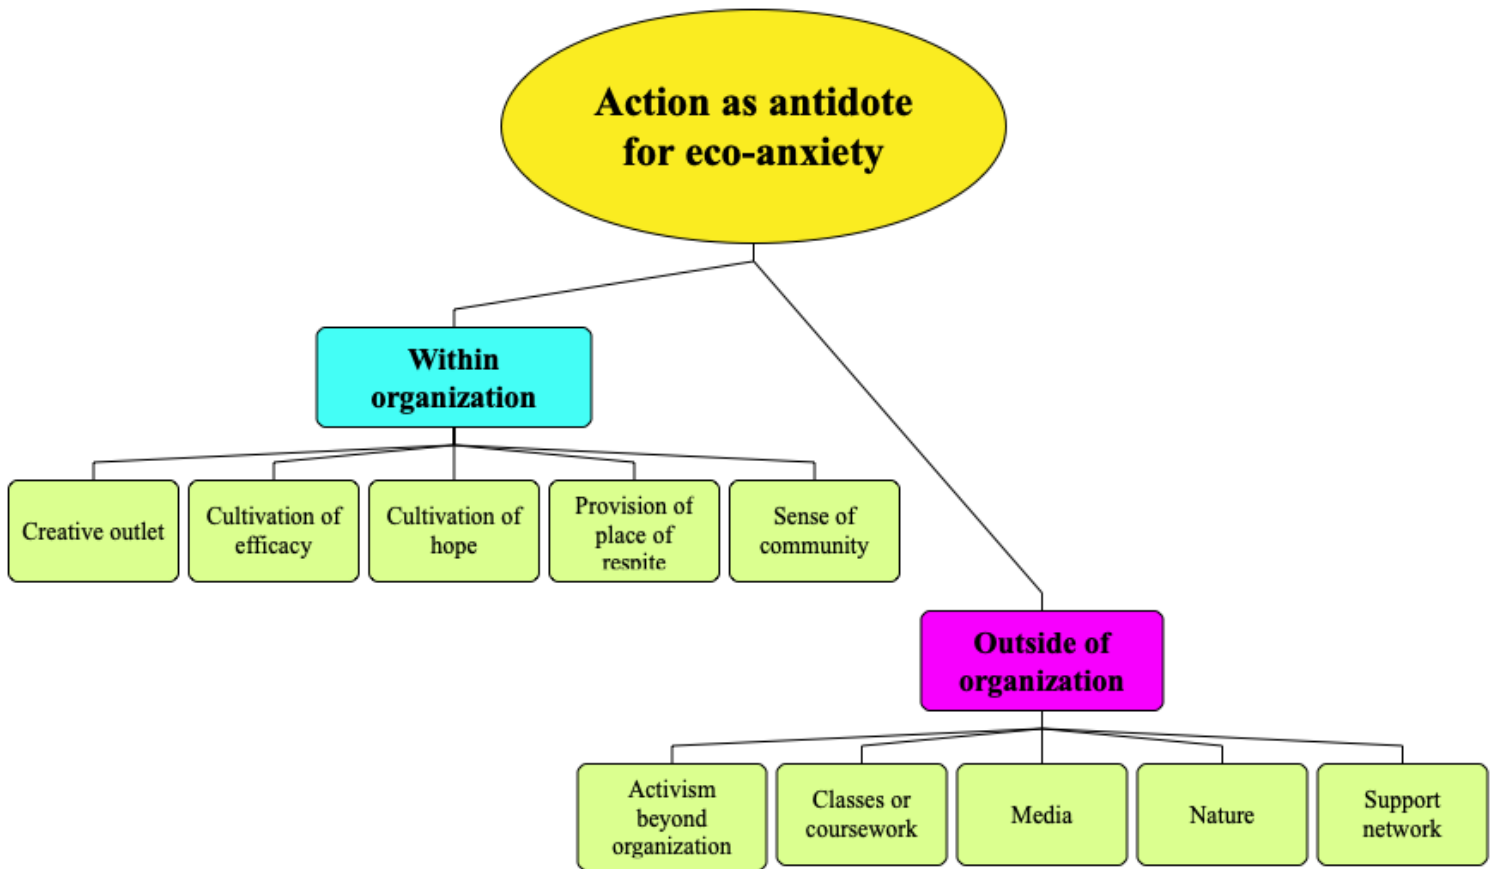 Action as antidote
for eco-anxiety
Within
organization
Creative outlet
Cultivation of
efficacy
Cultivation of
hope
Provision of
place of
respite
Sense of
community
Outside of
organization
Activism
beyond
organization
Classes or
coursework
Media
Nature
Support
network